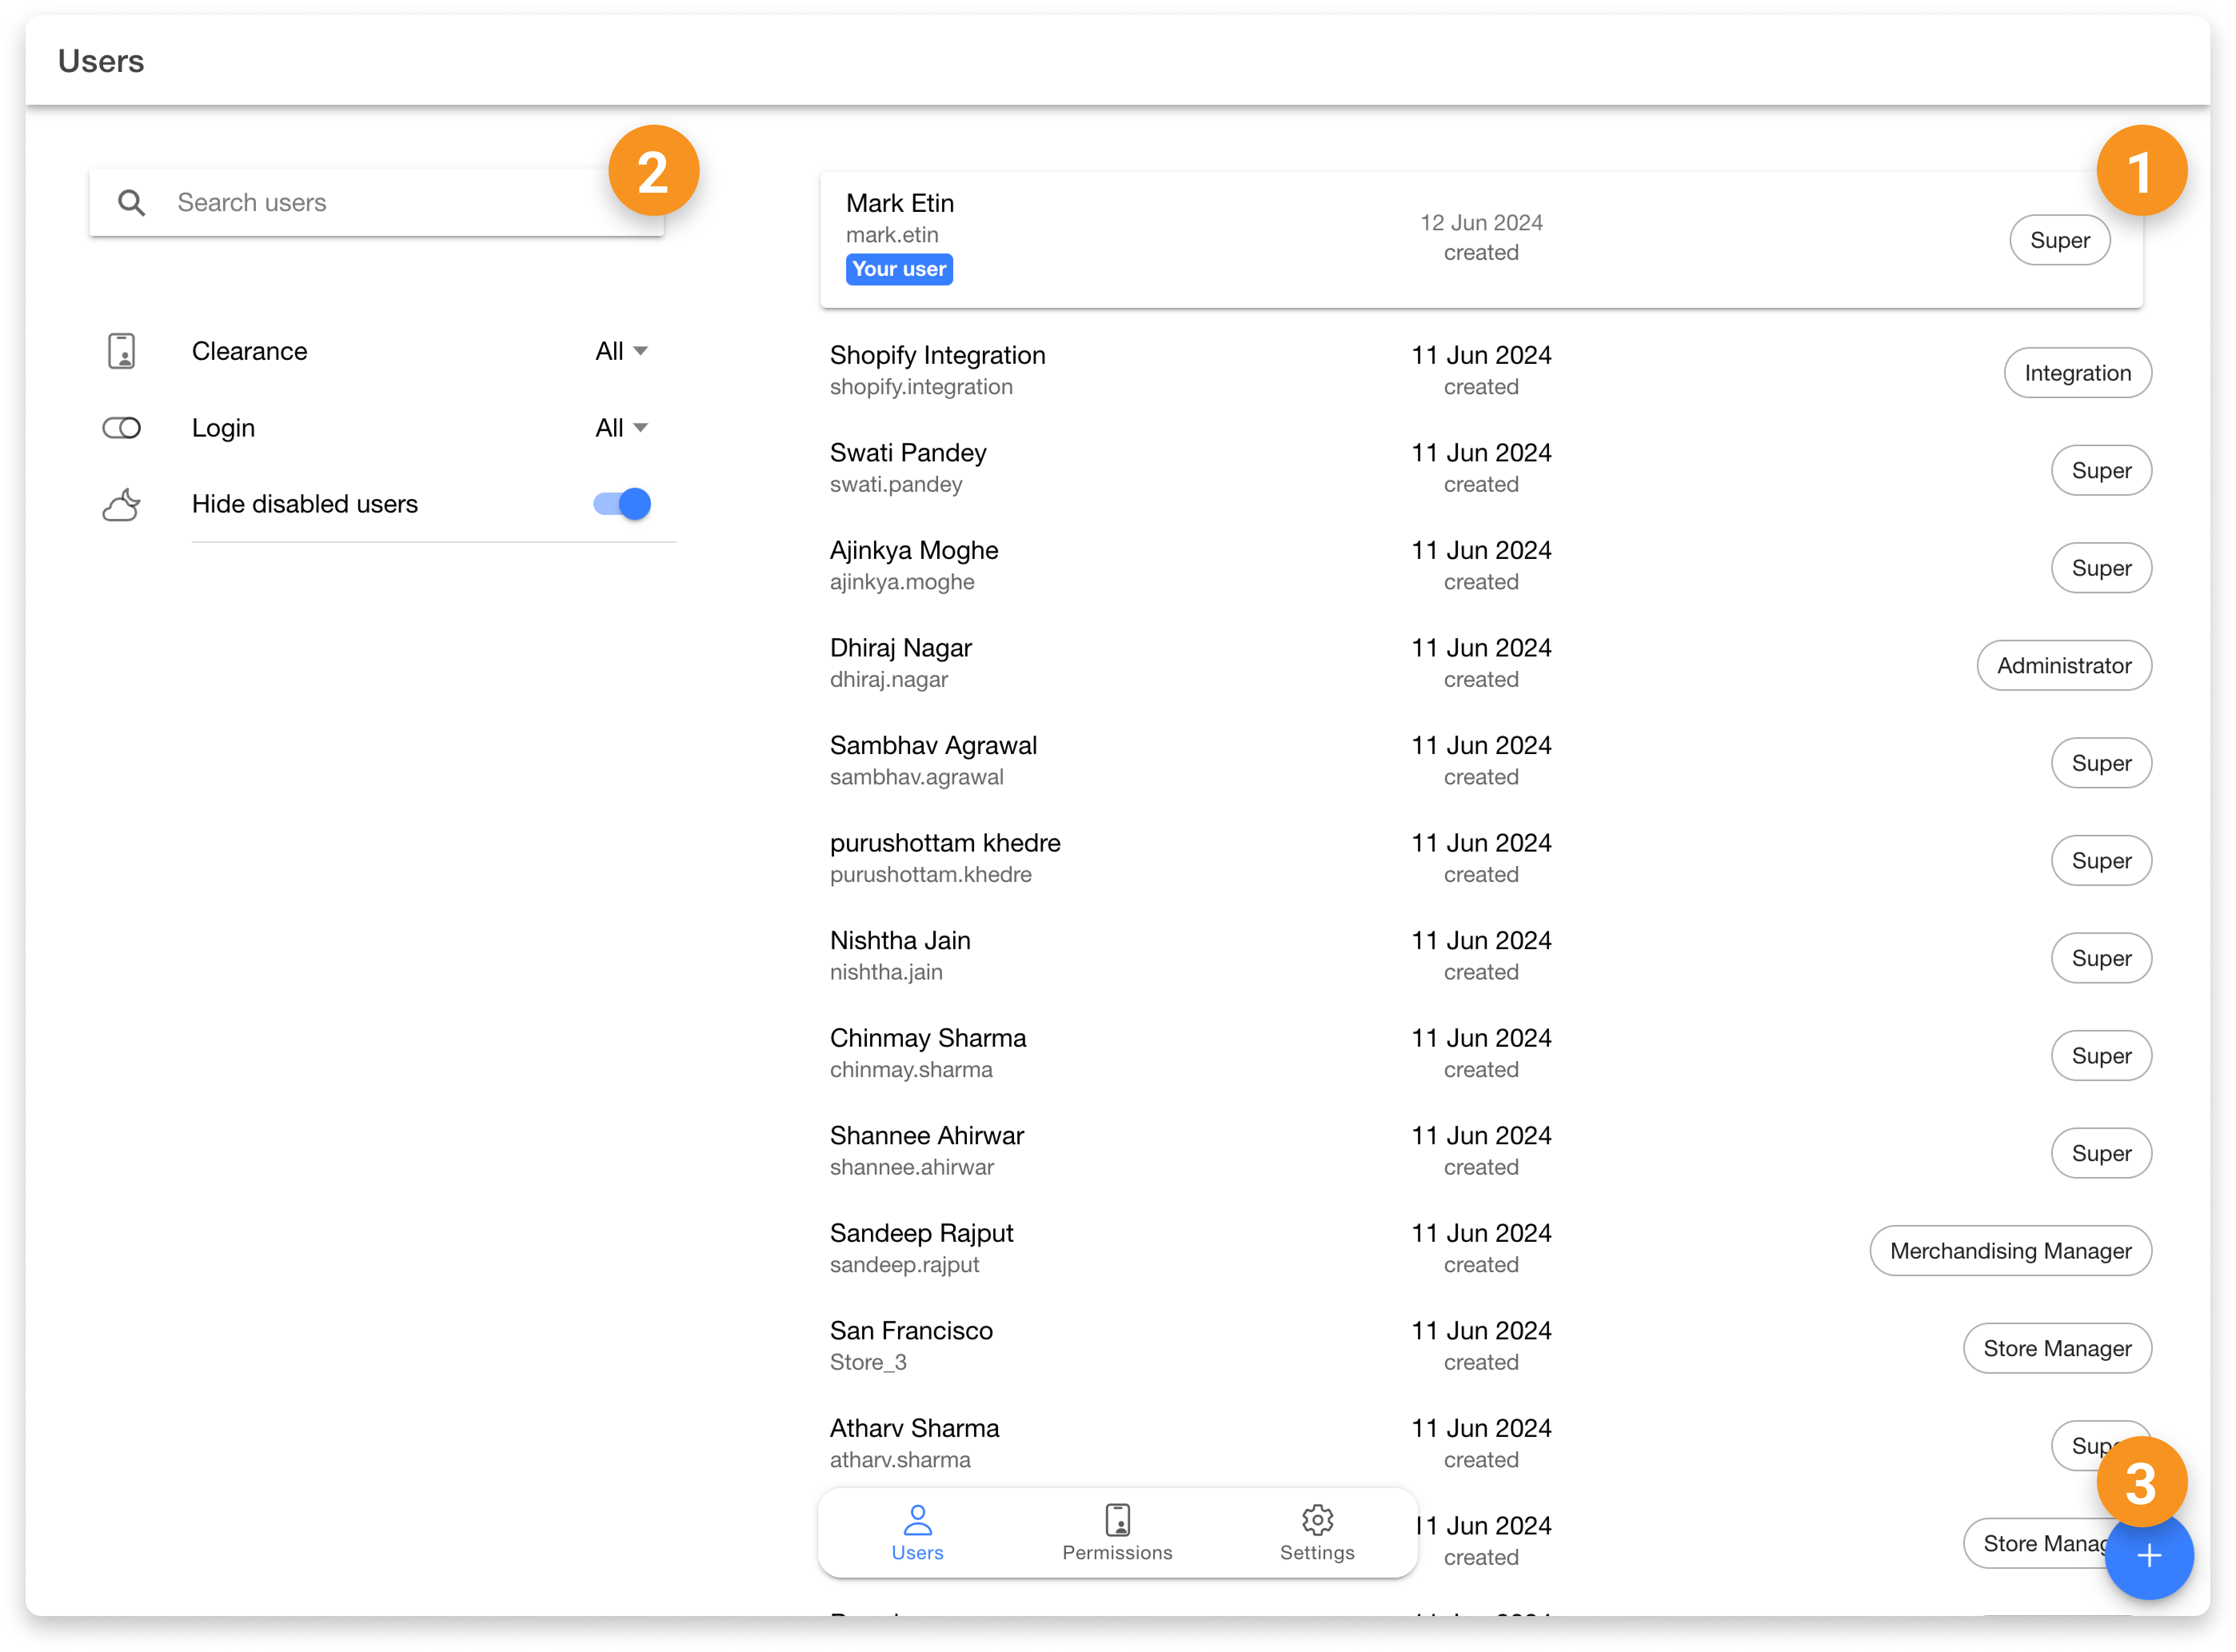 Users
2
1
Search users
Clearance
All
Login
All
Hide disabled users
Mark Etin
mark.etin
Your user
12 Jun 2024
created
Super
Shopify Integration
shopify.integration
11 Jun 2024
created
Integration
Swati Pandey
swati.pandey
11 Jun 2024
created
Super
Ajinkya Moghe
ajinkya.moghe
11 Jun 2024
created
Super
Dhiraj Nagar
dhiraj.nagar
11 Jun 2024
created
Administrator
Sambhav Agrawal
sambhav.agrawal
11 Jun 2024
created
Super
purushottam khedre
purushottam.khedre
11 Jun 2024
created
Super
Nishtha Jain
nishtha.jain
11 Jun 2024
created
Super
Chinmay Sharma
chinmay.sharma
11 Jun 2024
created
Super
Shannee Ahirwar
shannee.ahirwar
11 Jun 2024
created
Super
Sandeep Rajput
sandeep.rajput
11 Jun 2024
created
Merchandising Manager
San Francisco
Store_3
11 Jun 2024
created
Store Manager
Atharv Sharma
atharv.sharma
11 Jun 2024
created
3
11 Jun 2024
created
Store
Users
Permissions
Settings